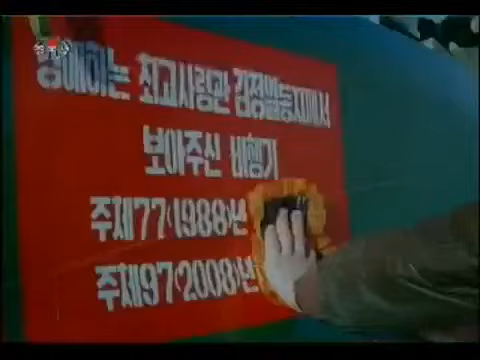 경애하는 최고사령관 김정일동지께서
보아주신 비행기
주체77(1988)년
주체97(2008)년